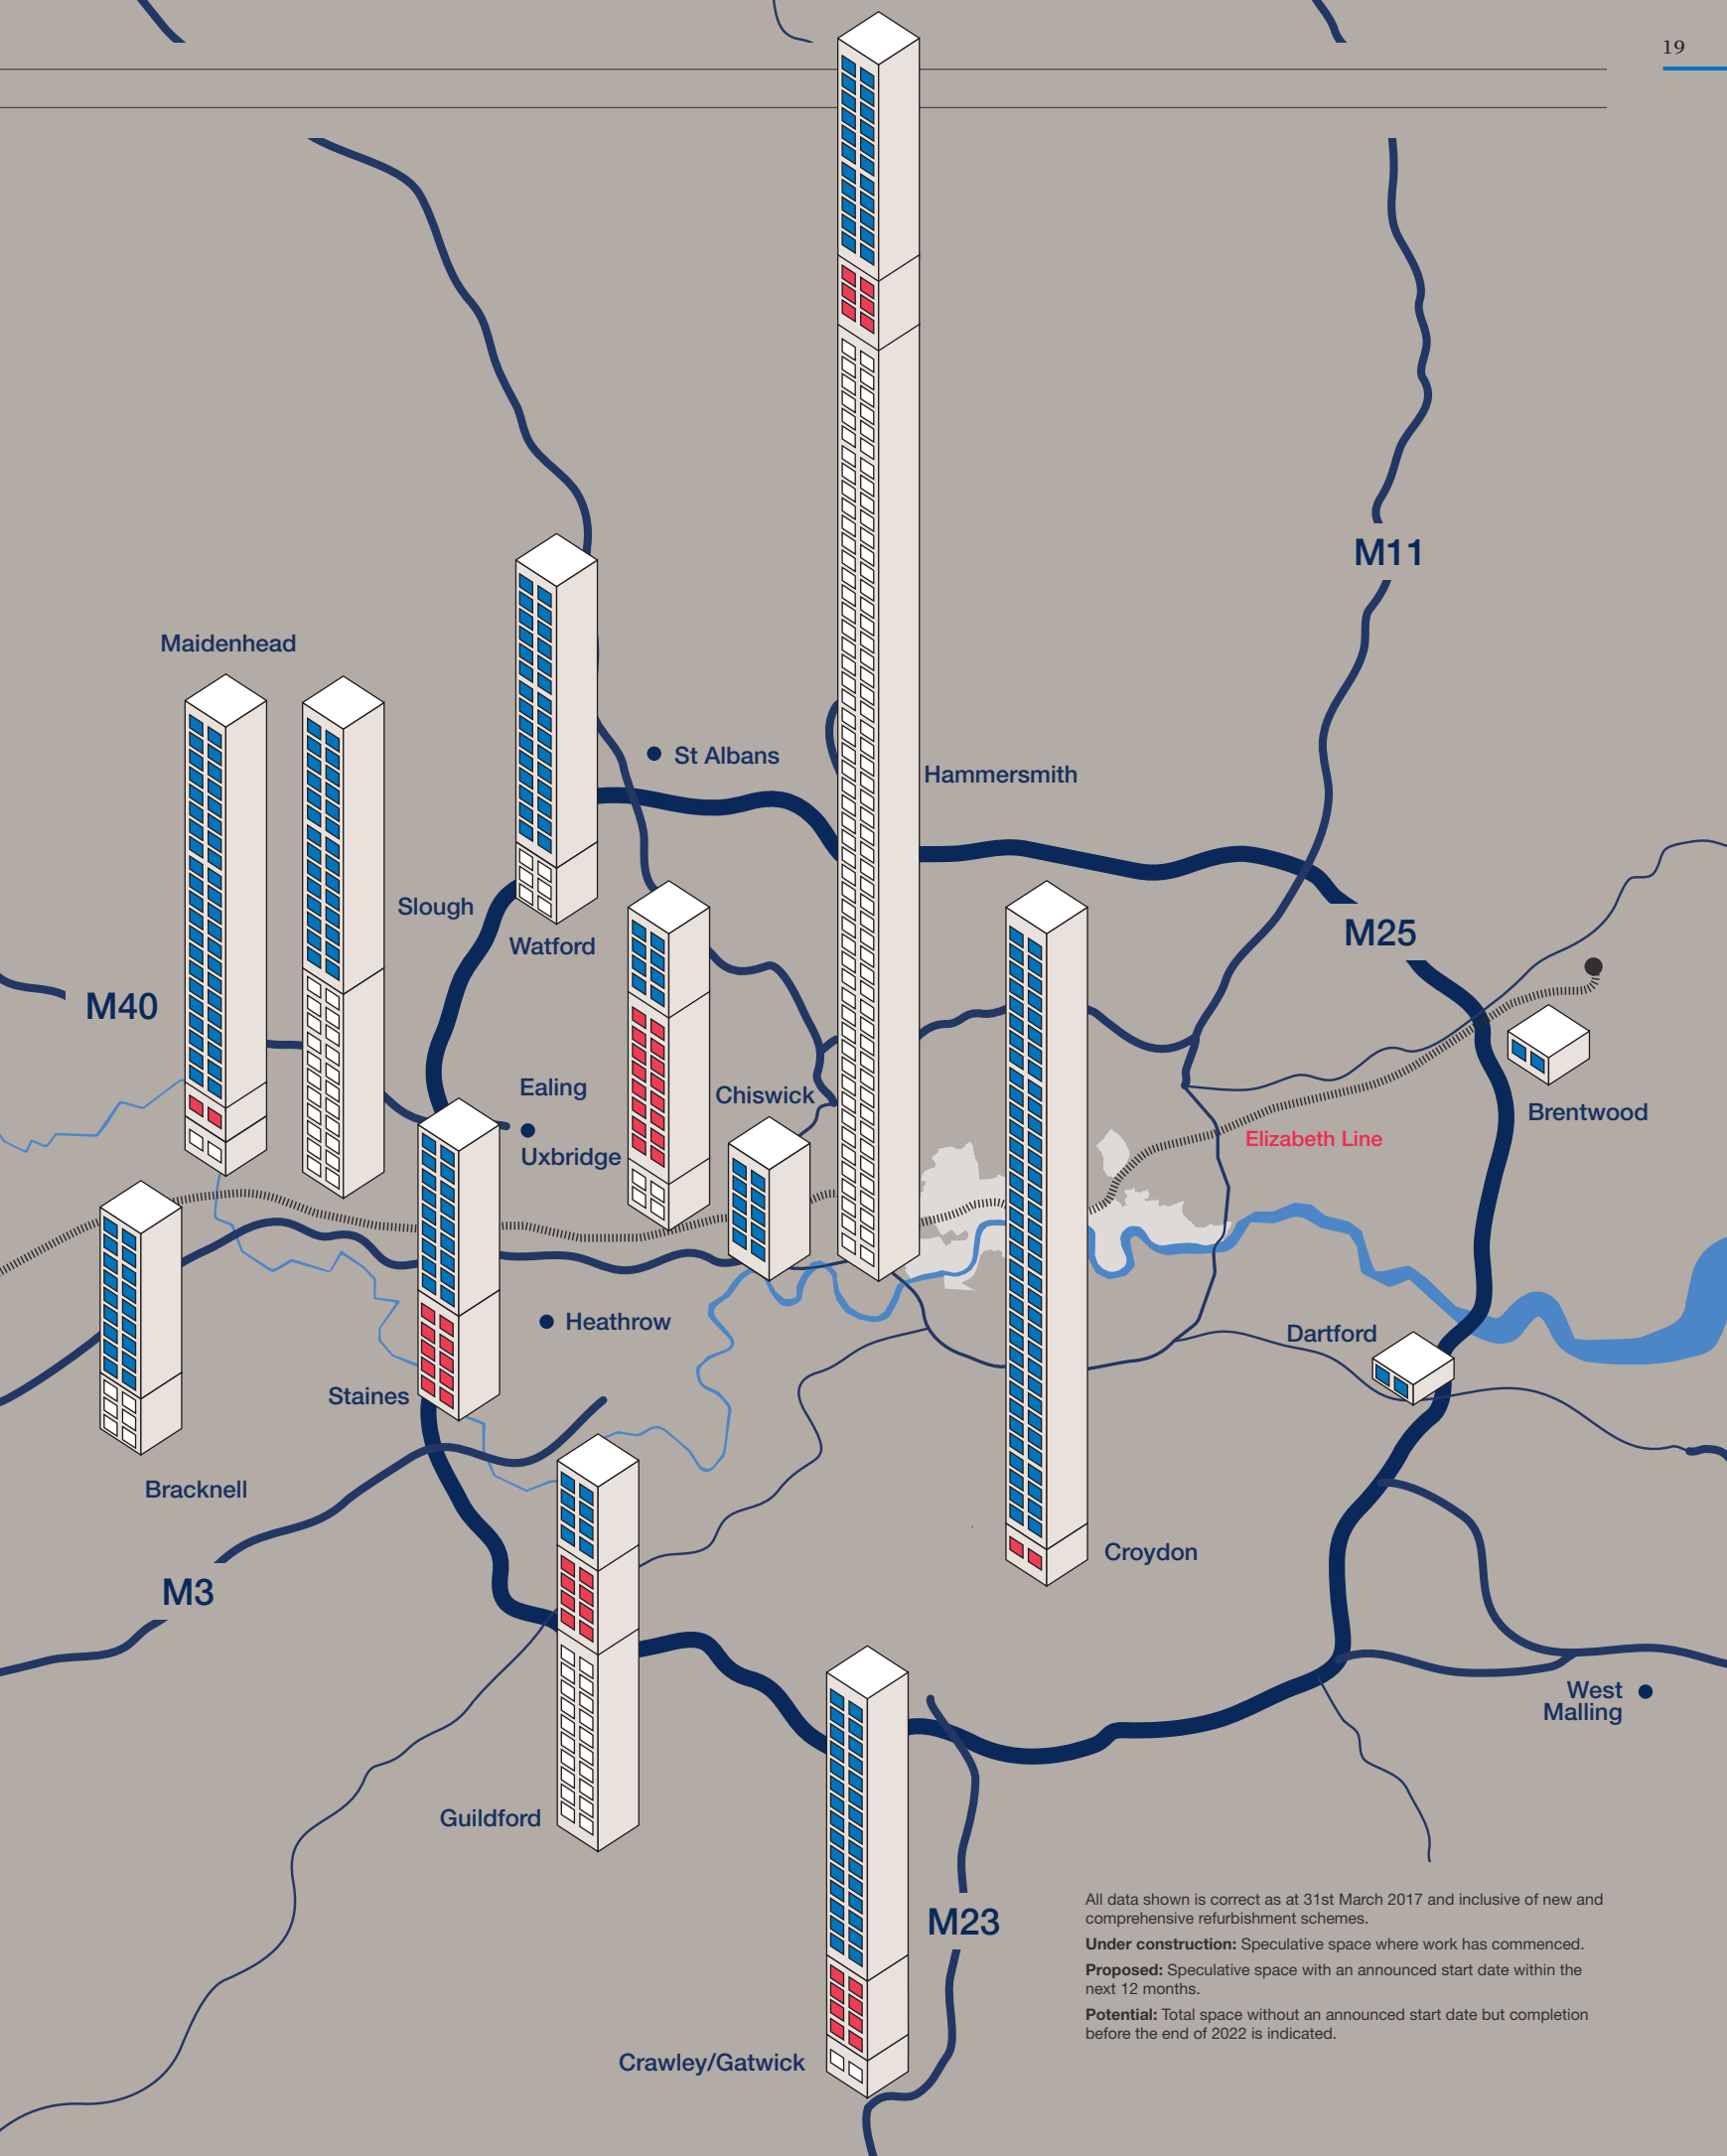 19
M11
Maidenhead
St Albans
Hammersmith
Slough
M25
Watford
M40
Ealing
Chiswick
Brentwood
Elizabeth Line
Uxbridge
Heathrow
Dartford
Staines
Bracknell
Croydon
M3
West
Malling
Guildford
All data shown is correct as at 31st March 2017 and inclusive of new and
comprehensive refurbishment schemes.
M23
Under construction: Speculative space where work has commenced.
Proposed: Speculative space with an announced start date within the
next 12 months.
Potential: Total space without an announced start date but completion
before the end of 2022 is indicated.
Crawley/Gatwick